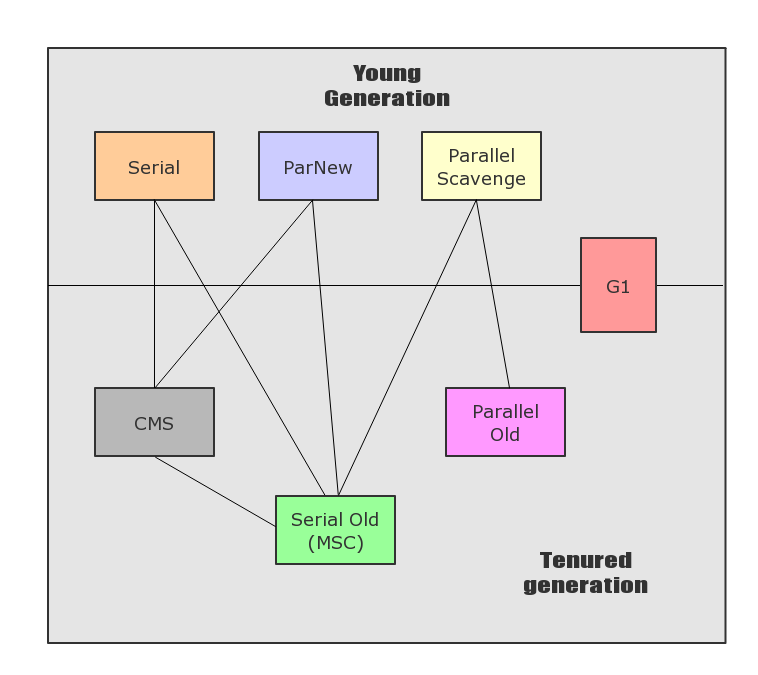 Young
Generation
Serial
ParNew
Parallel
Scavenge
G1
CMS
Parallel
Old
Serial Old
(MSC)
Tenured
generation